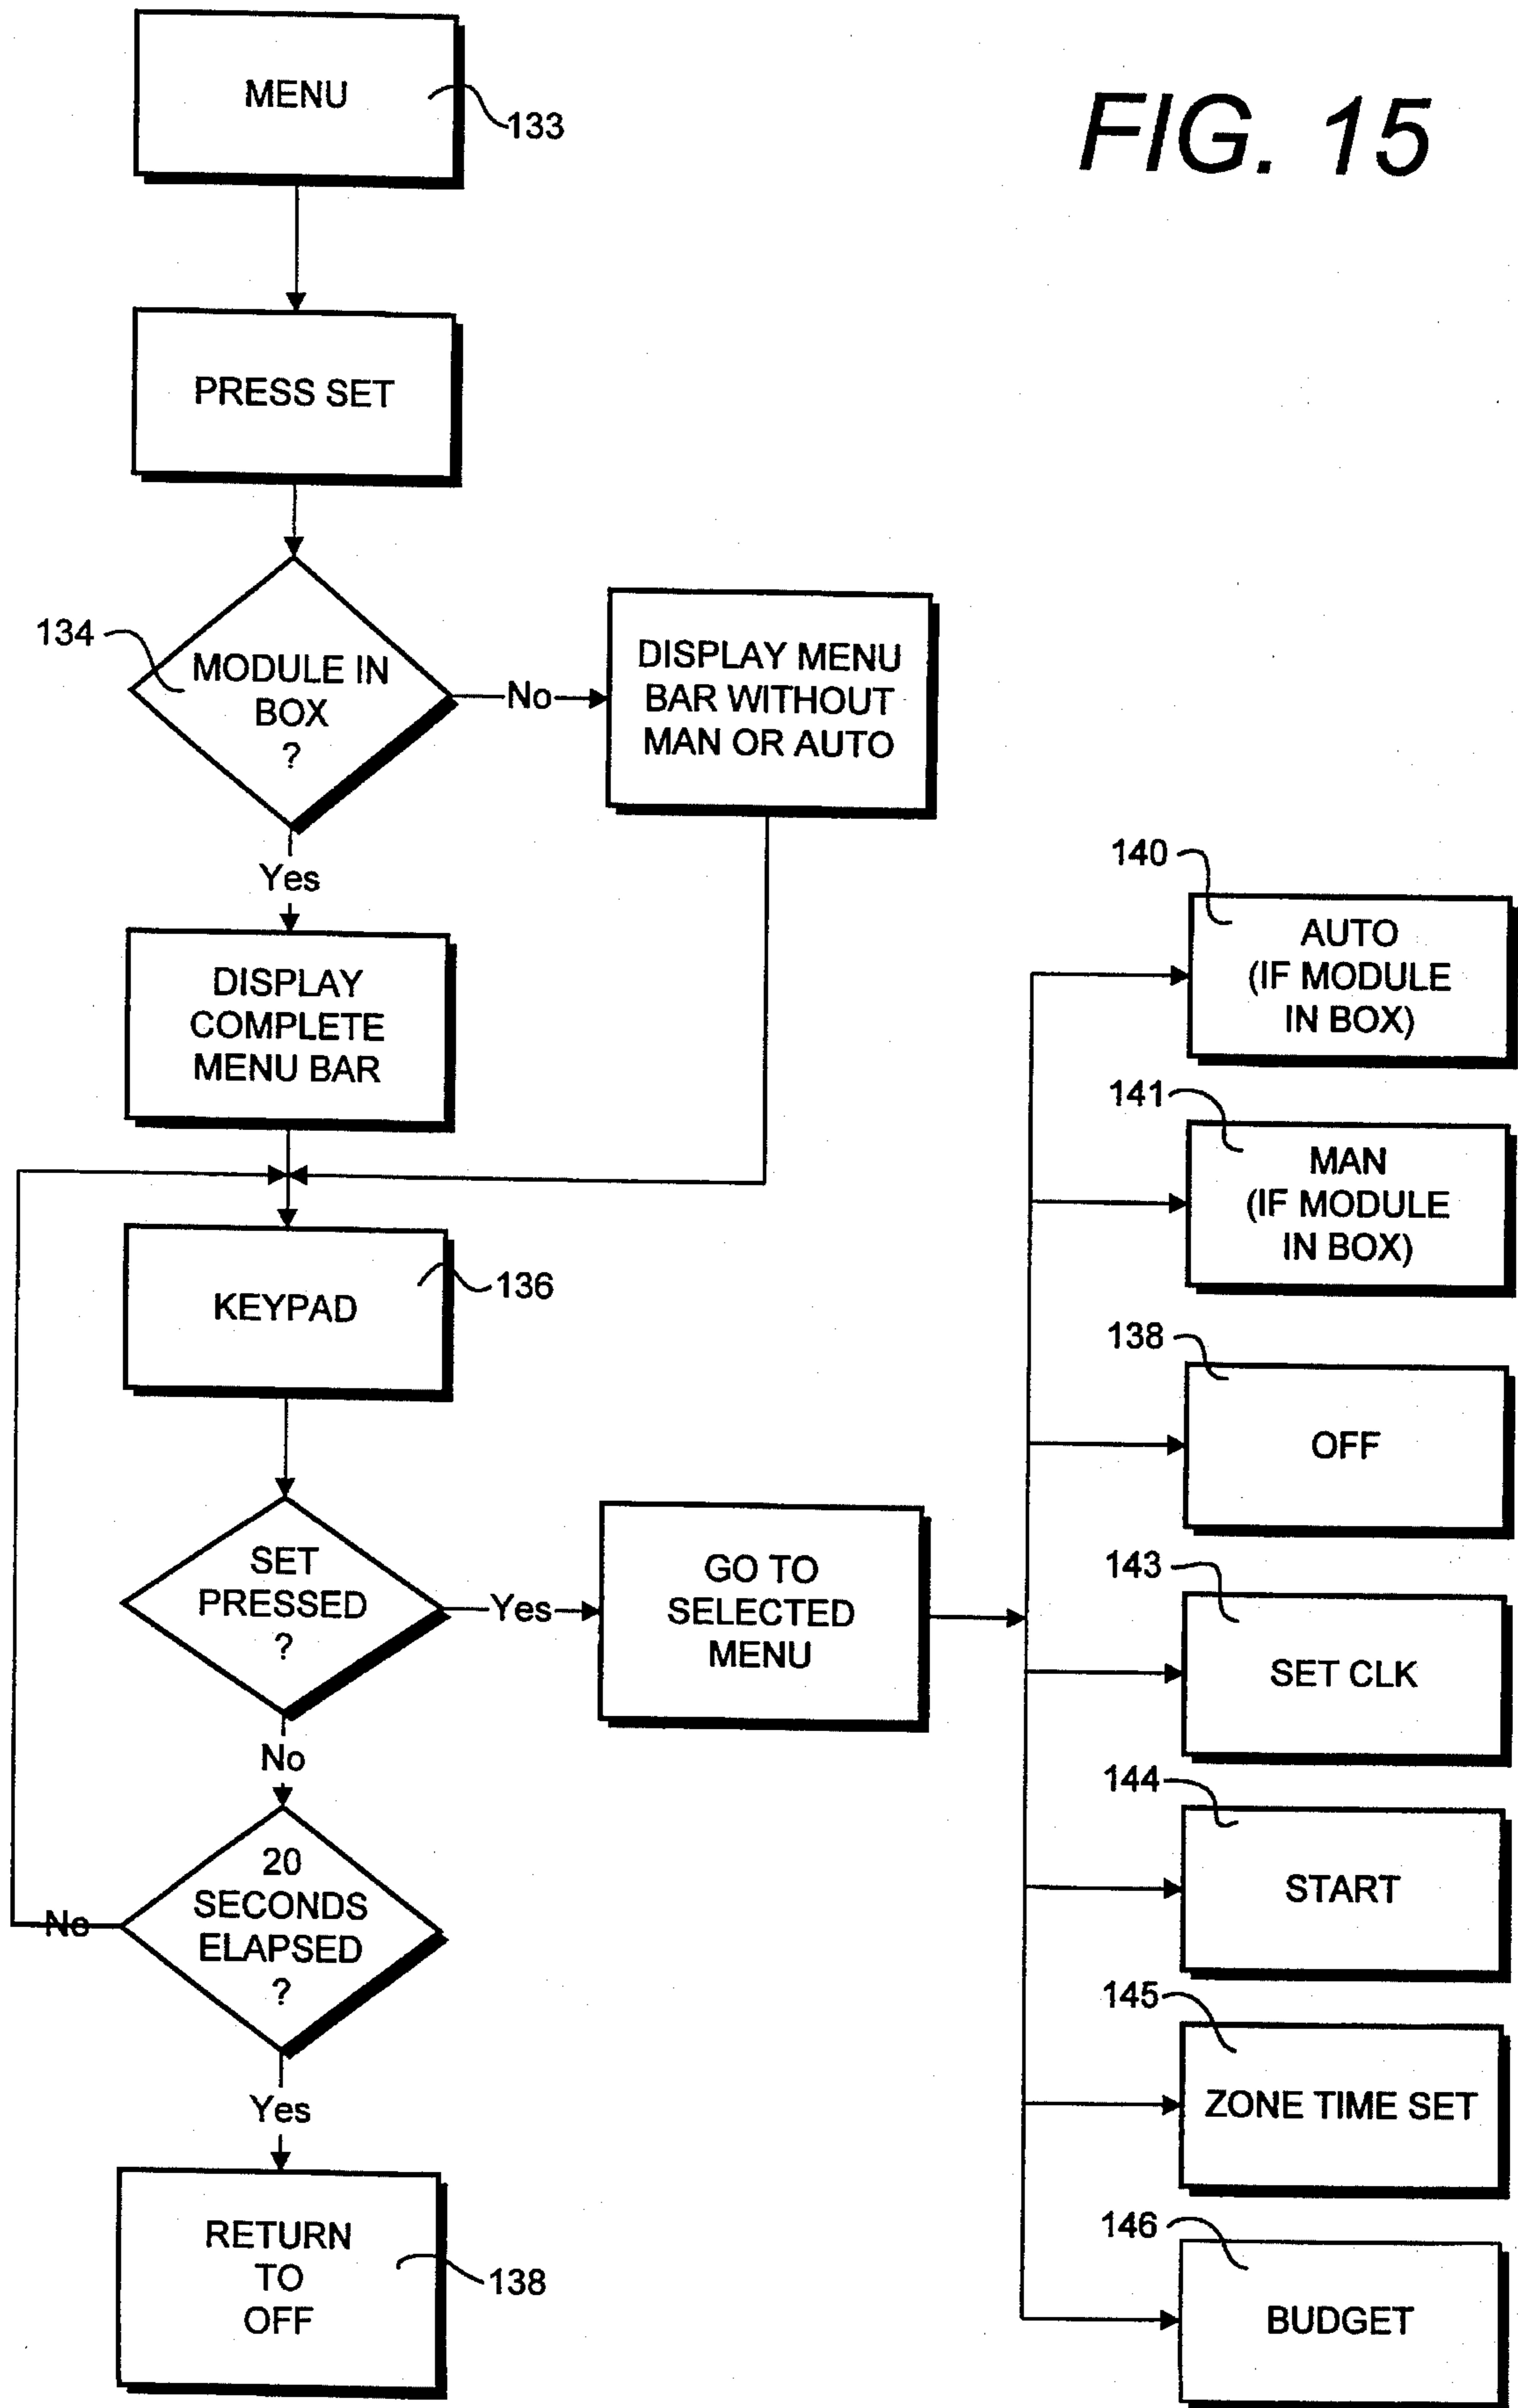 FIG. 15
MENU
133
PRESS SET
134
MODULE IN
BOX
?
No
DISPLAY MENU
BAR WITHOUT
MAN OR AUTO
Yes
DISPLAY
COMPLETE
MENU BAR
KEYPAD
136
SET
PRESSED
?
Yes
GO TO
SELECTED
MENU
No
20
SECONDS
ELAPSED
?
No
Yes
RETURN
TO
OFF
138
140
AUTO
(IF MODULE
IN BOX)
141
MAN
(IF MODULE
IN BOX)
138
OFF
143
SET CLK
144
START
145
ZONE TIME SET
146
BUDGET